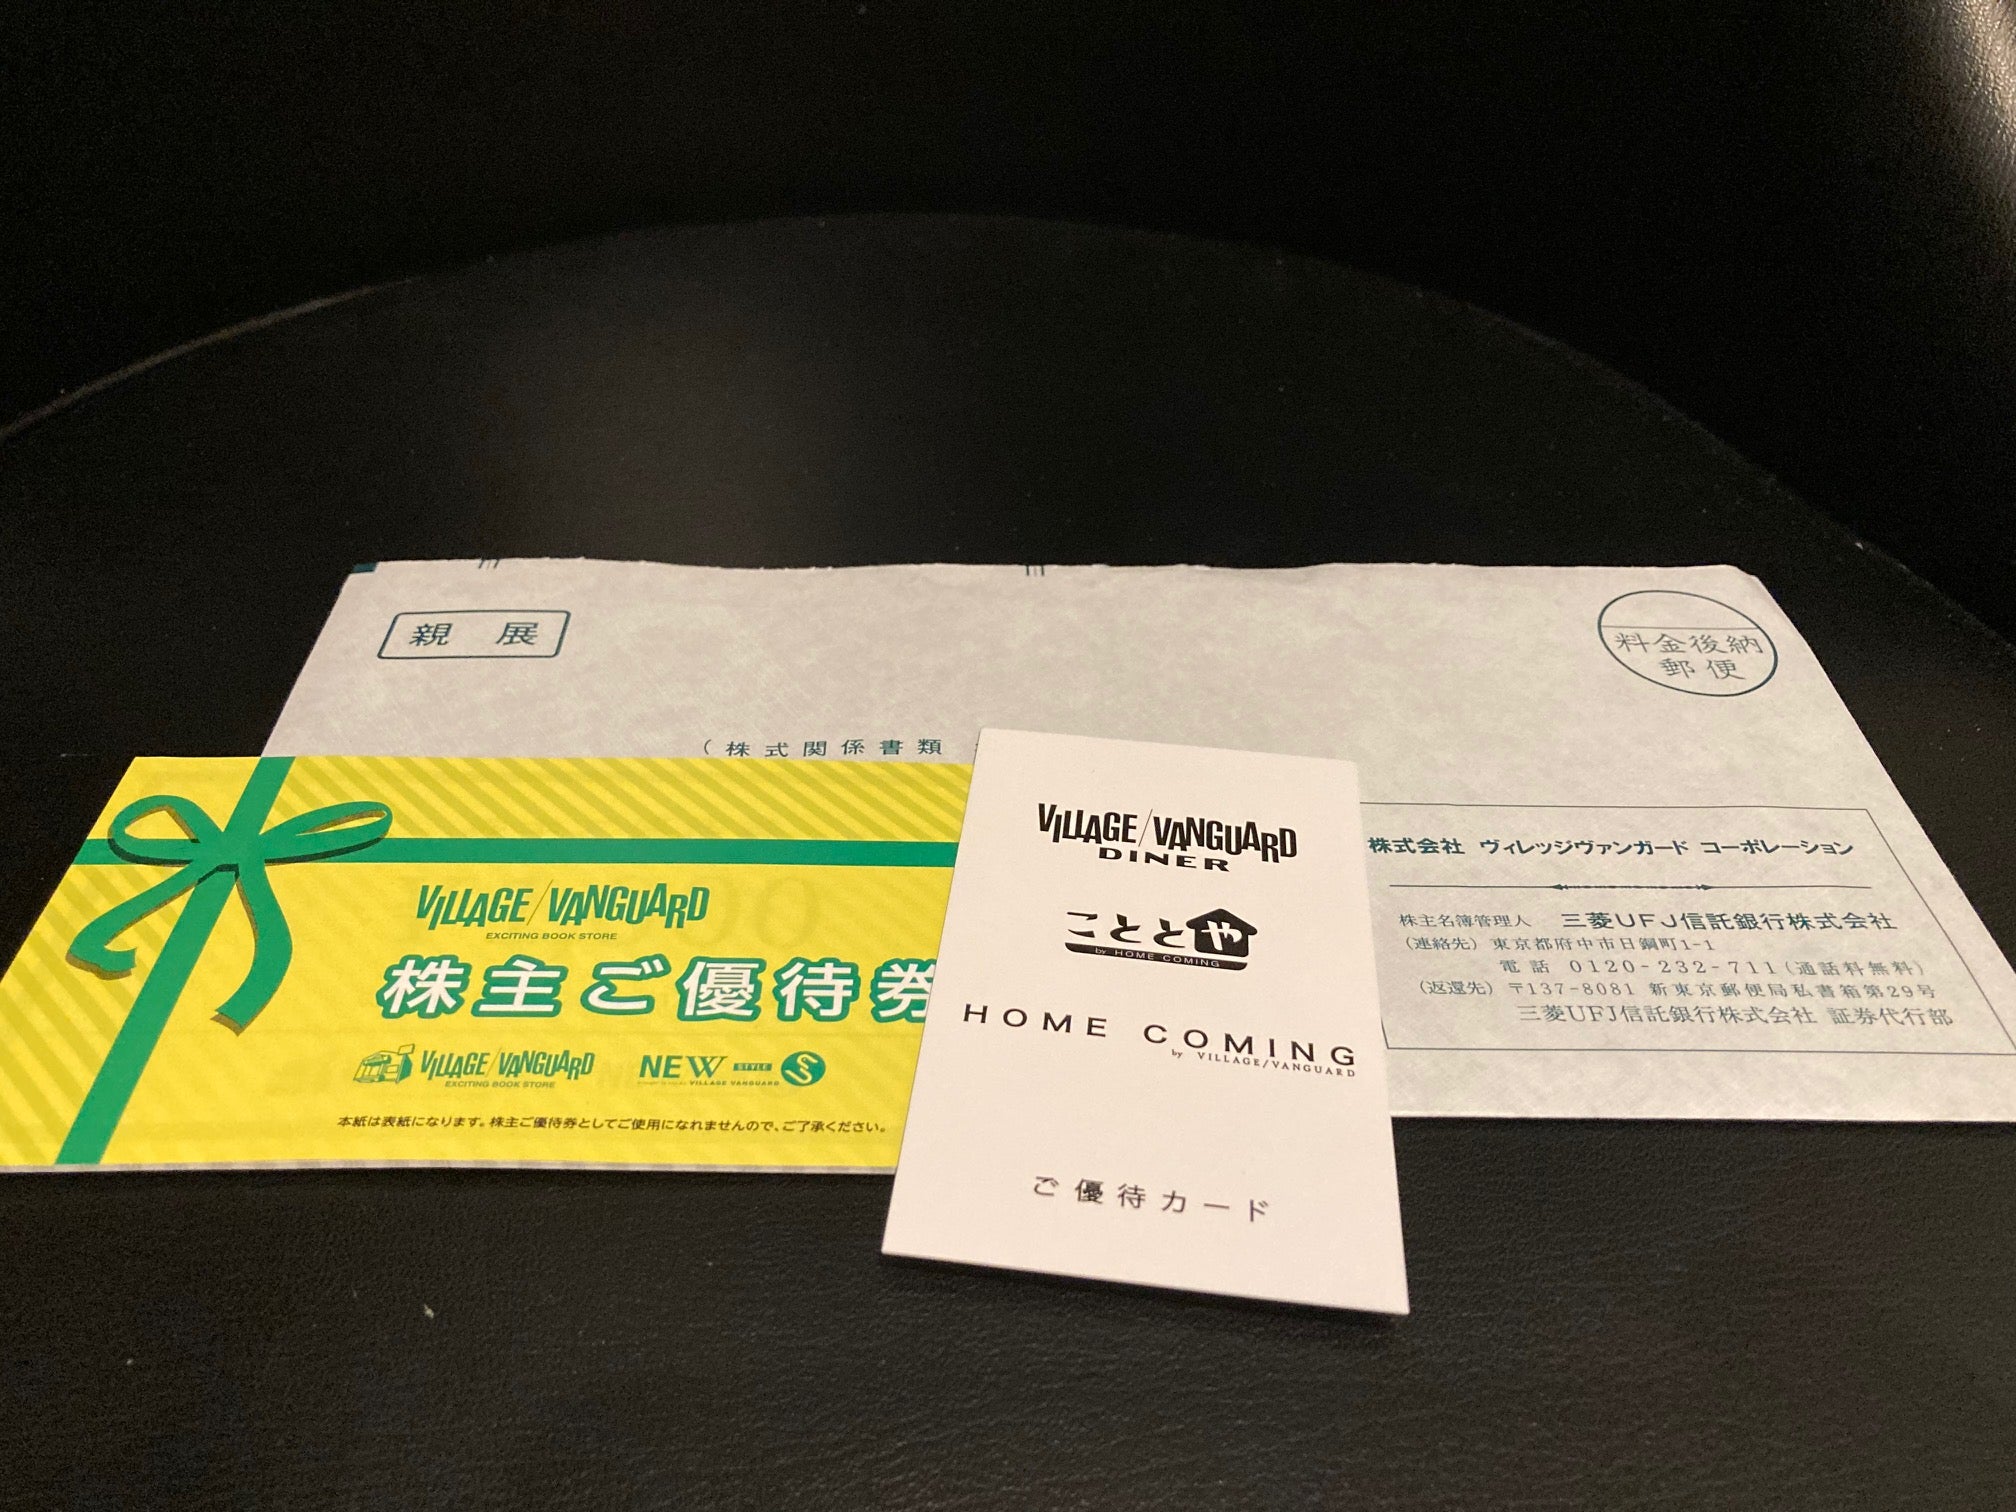 親 展
料金後納
郵便
(株式関係書類
株式会社 ヴィレッジヴァンガード コーポレーション
株主名簿管理人 三菱UFJ信託銀行株式会社
(連絡先) 東京都府中市日鋼町1-1
電話 0120-232-711(通話料無料)
(返還先) 〒137-8081 新東京郵便局私書箱第29号
三菱UFJ信託銀行株式会社 証券代行部
VILLAGE/VANGUARD
EXCITING BOOK STORE
株主ご優待券
VILLAGE/VANGUARD
EXCITING BOOK STORE
NEW STYLE
VILLAGE VANGUARD
本紙は表紙になります。株主ご優待券としてご使用になれませんので、ご了承ください。
VILLAGE/VANGUARD
DINER
こととや
by HOME COMING
HOME COMING
by VILLAGE/VANGUARD
ご優待カード